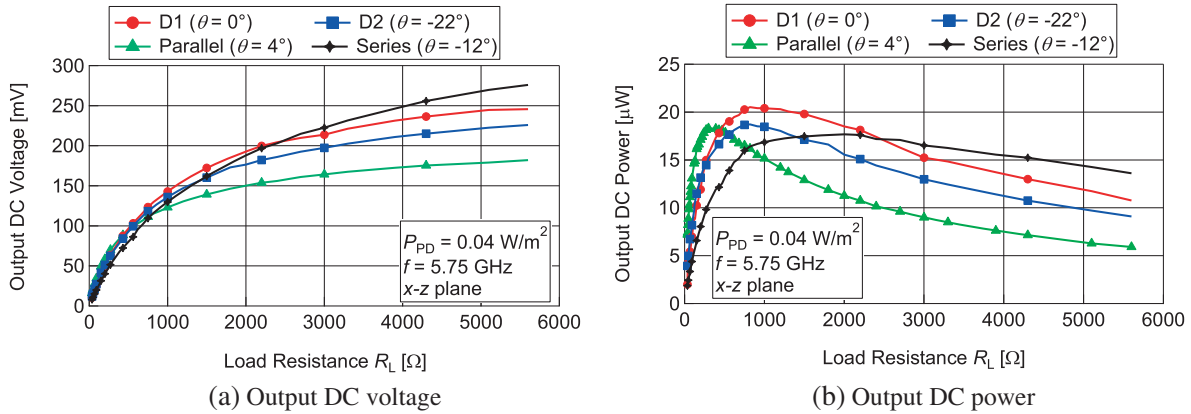 D1 (θ = 0°) D2 (θ = -22°)
Parallel (θ = 4°) Series (θ = -12°)
300
250
200
150
100
50
0
Output DC Voltage [mV]
P_PD = 0.04 W/m²
f = 5.75 GHz
x-z plane
0 1000 2000 3000 4000 5000 6000
Load Resistance R_L [Ω]
(a) Output DC voltage
D1 (θ = 0°) D2 (θ = -22°)
Parallel (θ = 4°) Series (θ = -12°)
25
20
15
10
5
0
Output DC Power [μW]
P_PD = 0.04 W/m²
f = 5.75 GHz
x-z plane
0 1000 2000 3000 4000 5000 6000
Load Resistance R_L [Ω]
(b) Output DC power